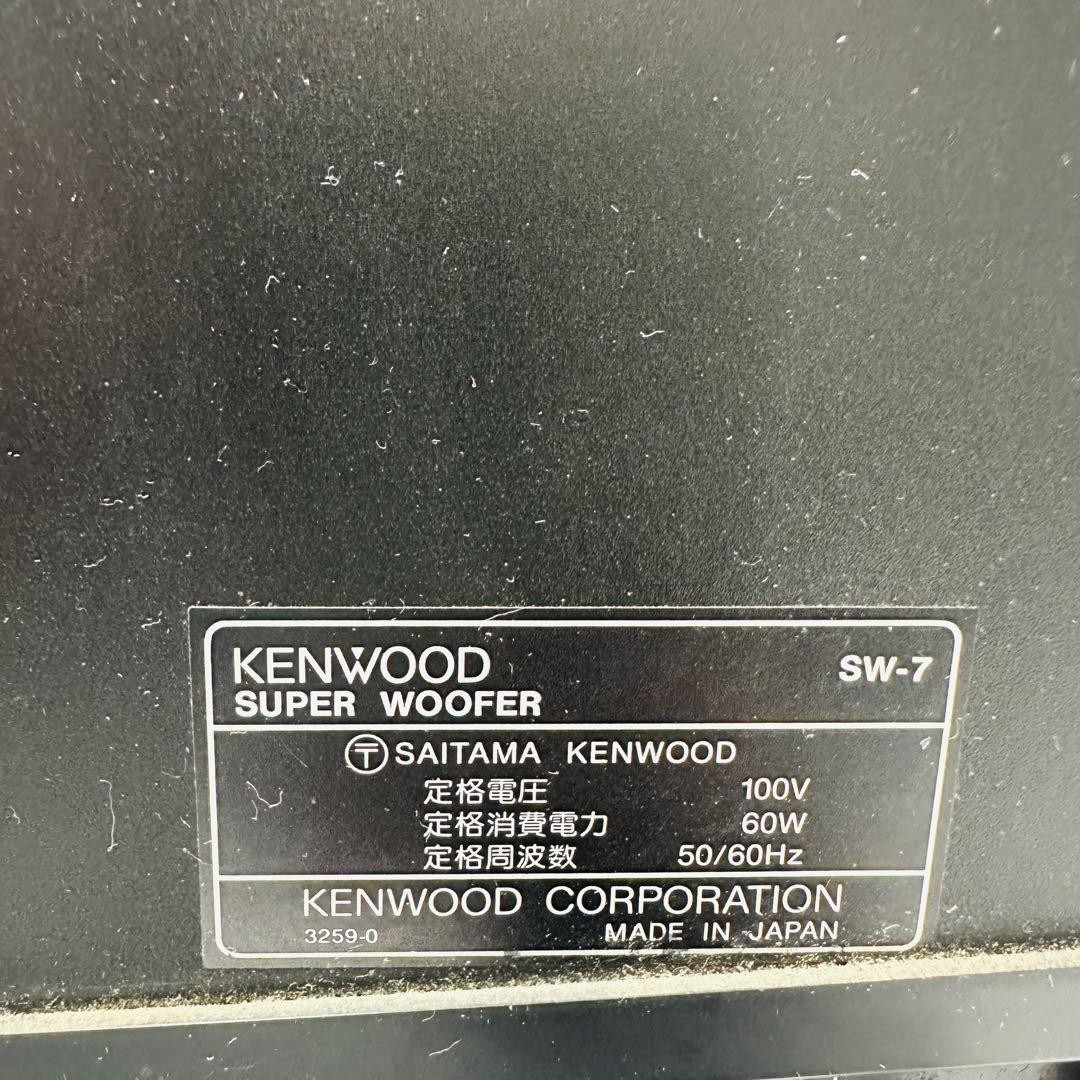 KENWOOD SW-7
SUPER WOOFER
〒 SAITAMA KENWOOD
定格電圧 100V
定格消費電力 60W
定格周波数 50/60Hz
KENWOOD CORPORATION
3259-0 MADE IN JAPAN